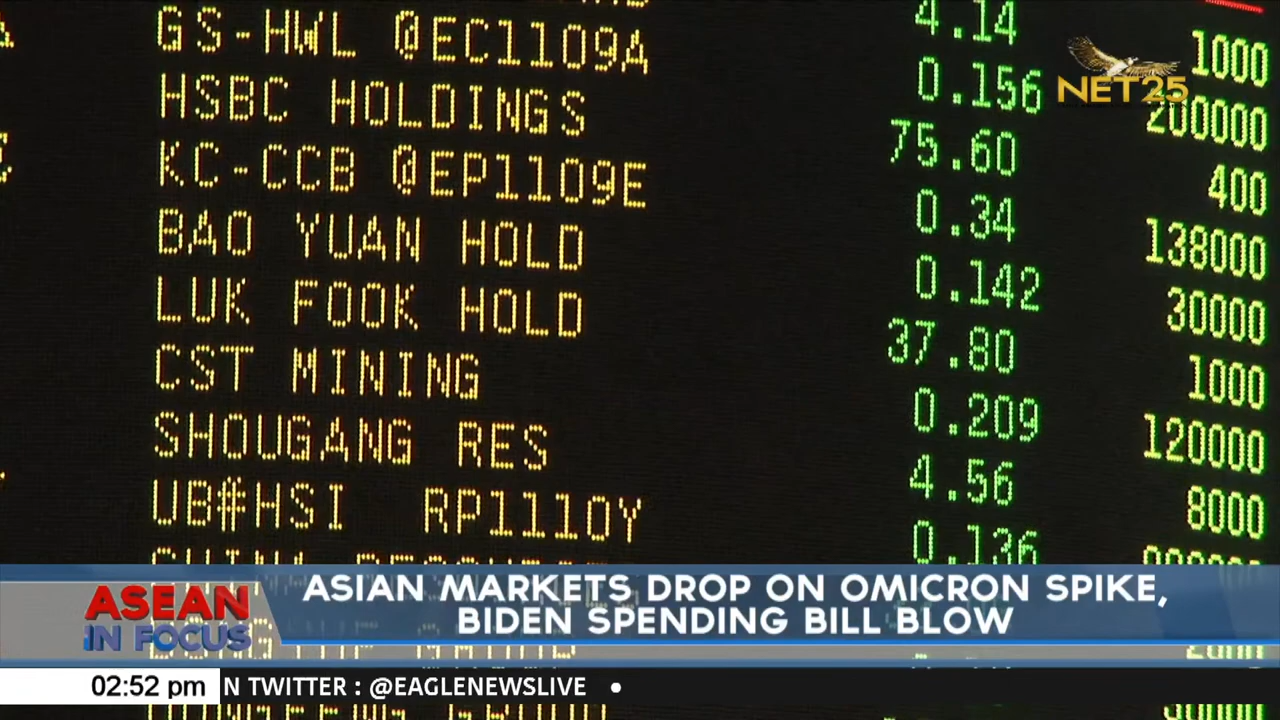 4.14 1000
GS-HWL @EC1109A 0.156 200000
HSBC HOLDINGS 75.60 400
KC-CCB @EP1109E 0.34 138000
BAO YUAN HOLD 0.142 30000
LUK FOOK HOLD 37.80 1000
CST MINING 0.209 120000
SHOUGANG RES 4.56 8000
UB#HSI RP1110Y 0.136
NET25
ASEAN IN FOCUS
ASIAN MARKETS DROP ON OMICRON SPIKE,
BIDEN SPENDING BILL BLOW
02:52 pm N TWITTER : @EAGLENEWSLIVE •